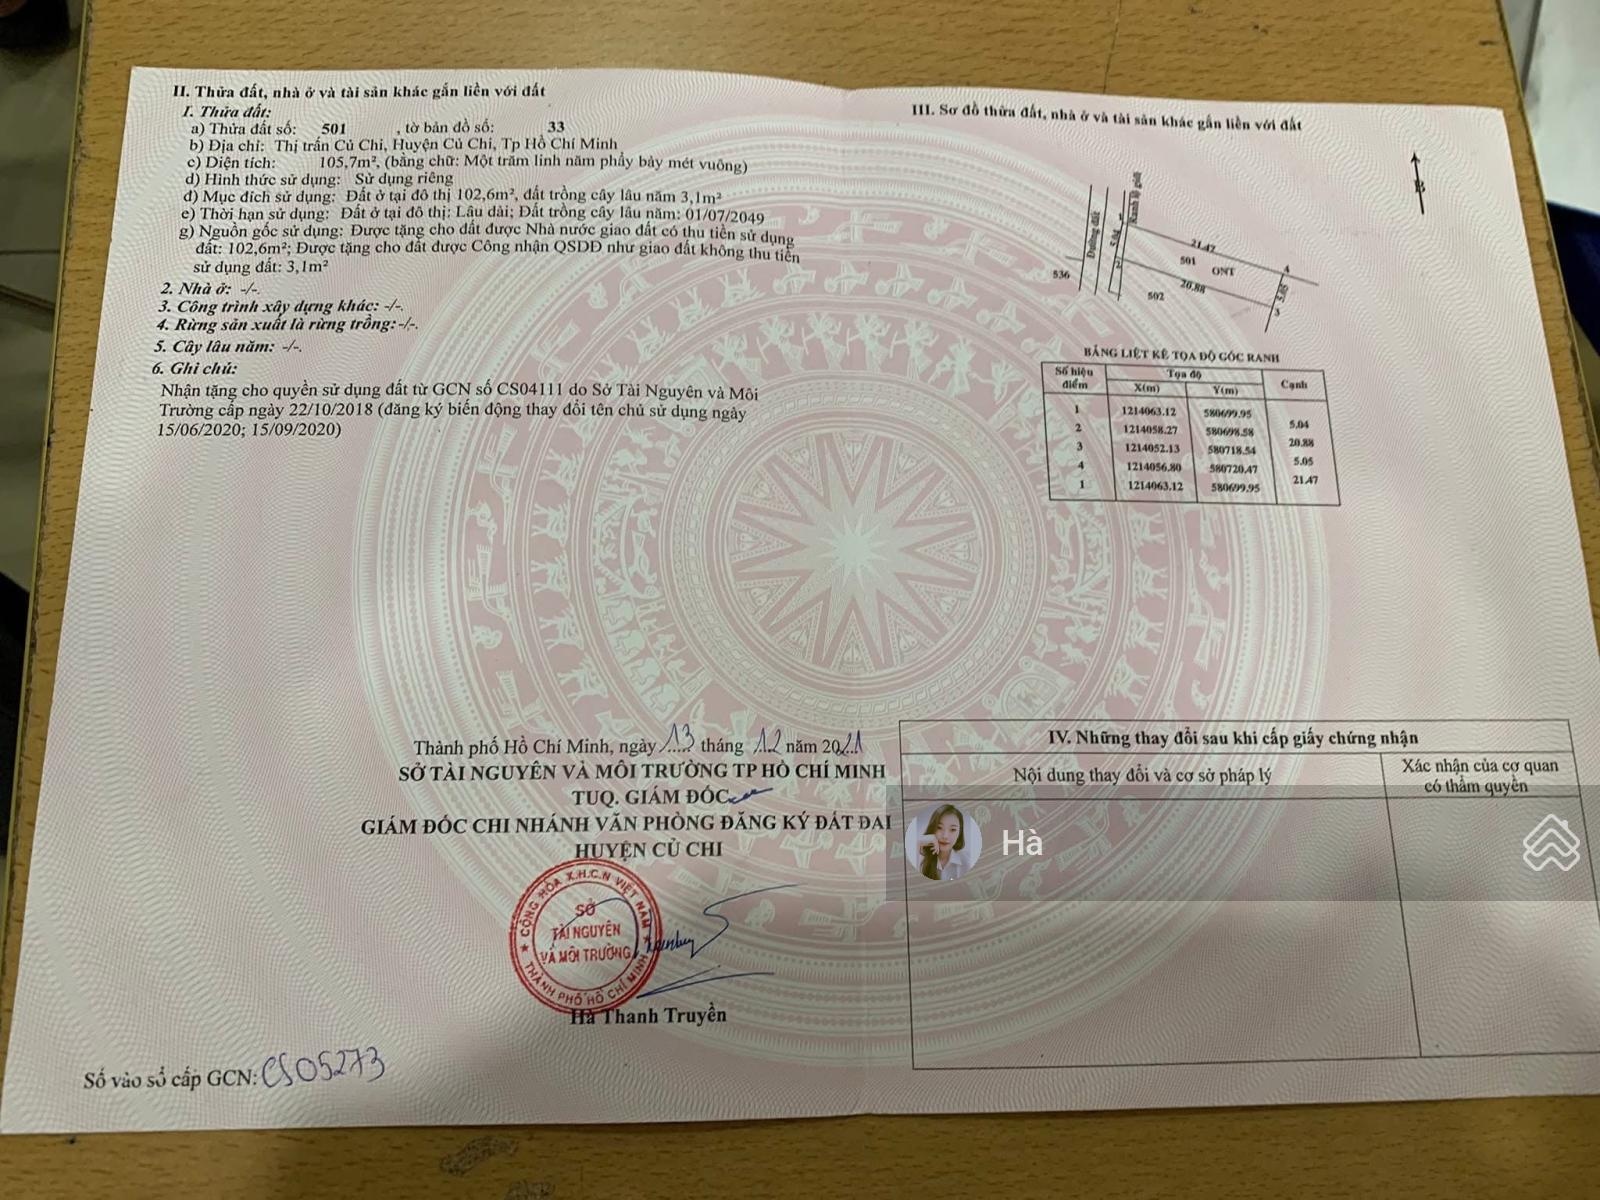 II. Thửa đất, nhà ở và tài sản khác gắn liền với đất
1. Thửa đất:
a) Thửa đất số: 501 , tờ bản đồ số: 33
b) Địa chỉ: Thị trấn Củ Chi, Huyện Củ Chi, Tp Hồ Chí Minh
c) Diện tích: 105,7m², (bằng chữ: Một trăm linh năm phẩy bảy mét vuông)
d) Hình thức sử dụng: Sử dụng riêng
đ) Mục đích sử dụng: Đất ở tại đô thị 102,6m², đất trồng cây lâu năm 3,1m²
e) Thời hạn sử dụng: Đất ở tại đô thị: Lâu dài; Đất trồng cây lâu năm: 01/07/2049
g) Nguồn gốc sử dụng: Được tặng cho đất được Nhà nước giao đất có thu tiền sử dụng
đất: 102,6m²; Được tặng cho đất được Công nhận QSDĐ như giao đất không thu tiền
sử dụng đất: 3,1m²
2. Nhà ở: -/-.
3. Công trình xây dựng khác: -/-.
4. Rừng sản xuất là rừng trồng: -/-.
5. Cây lâu năm: -/-.
6. Ghi chú:
Nhận tặng cho quyền sử dụng đất từ GCN số CS04111 do Sở Tài Nguyên và Môi
Trường cấp ngày 22/10/2018 (đăng ký biến động thay đổi tên chủ sử dụng ngày
15/06/2020; 15/09/2020)
Thành phố Hồ Chí Minh, ngày 13 tháng 12 năm 2021
SỞ TÀI NGUYÊN VÀ MÔI TRƯỜNG TP HỒ CHÍ MINH
TUQ. GIÁM ĐỐC
GIÁM ĐỐC CHI NHÁNH VĂN PHÒNG ĐĂNG KÝ ĐẤT ĐAI
HUYỆN CỦ CHI
CỘNG HÒA X.H.C.N VIỆT NAM
SỞ
TÀI NGUYÊN
VÀ MÔI TRƯỜNG
THÀNH PHỐ HỒ CHÍ MINH
Hà Thanh Truyền
Số vào sổ cấp GCN: CS05273
III. Sơ đồ thửa đất, nhà ở và tài sản khác gắn liền với đất
B
Đường đất
Ranh lộ giới
5.04
21.47
501
ONT
4
536
2
20.88
5.05
502
3
BẢNG LIỆT KÊ TỌA ĐỘ GÓC RANH
Số hiệu điểm Tọa độ Cạnh
X(m) Y(m)
1 1214063.12 580699.95
5.04
2 1214058.27 580698.58
20.88
3 1214052.13 580718.54
5.05
4 1214056.80 580720.47
21.47
1 1214063.12 580699.95
IV. Những thay đổi sau khi cấp giấy chứng nhận
Nội dung thay đổi và cơ sở pháp lý
Xác nhận của cơ quan
có thẩm quyền
Hà